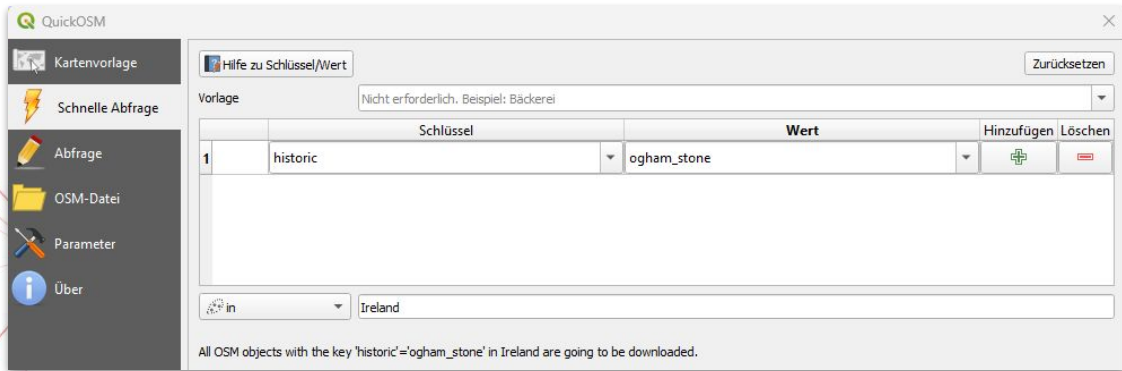 QuickOSM
Kartenvorlage
Schnelle Abfrage
Abfrage
OSM-Datei
Parameter
Über
Hilfe zu Schlüssel/Wert
Zurücksetzen
Vorlage
Nicht erforderlich. Beispiel: Bäckerei
Schlüssel Wert Hinzufügen Löschen
1 historic ogham_stone
in Ireland
All OSM objects with the key 'historic'='ogham_stone' in Ireland are going to be downloaded.